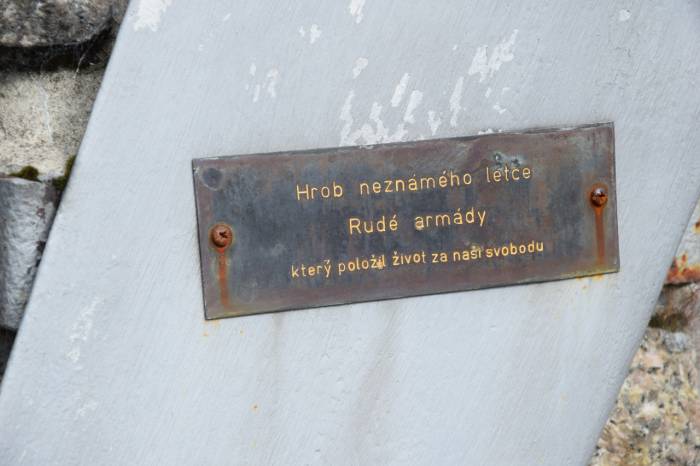 Hrob neznámého letce
Rudé armády
který položil život za naši svobodu